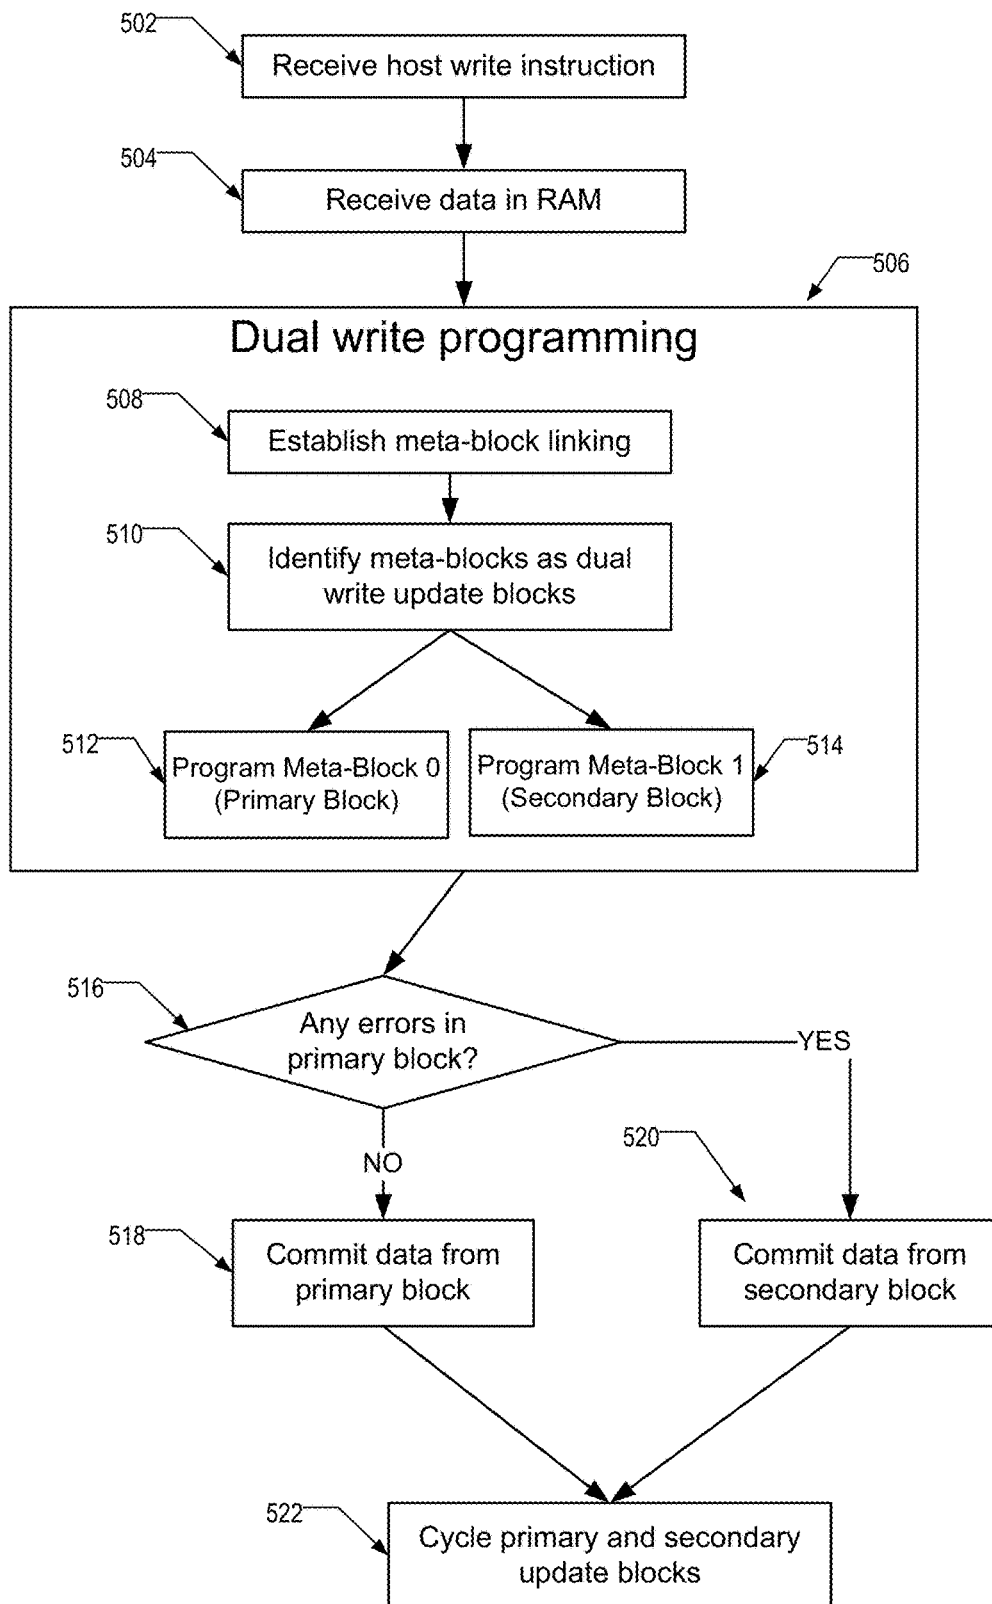 502
Receive host write instruction
504
Receive data in RAM
506
Dual write programming
508
Establish meta-block linking
510
Identify meta-blocks as dual
write update blocks
512
Program Meta-Block 0
(Primary Block)
Program Meta-Block 1
(Secondary Block)
514
516
Any errors in
primary block?
YES
NO
520
518
Commit data from
primary block
Commit data from
secondary block
522
Cycle primary and secondary
update blocks